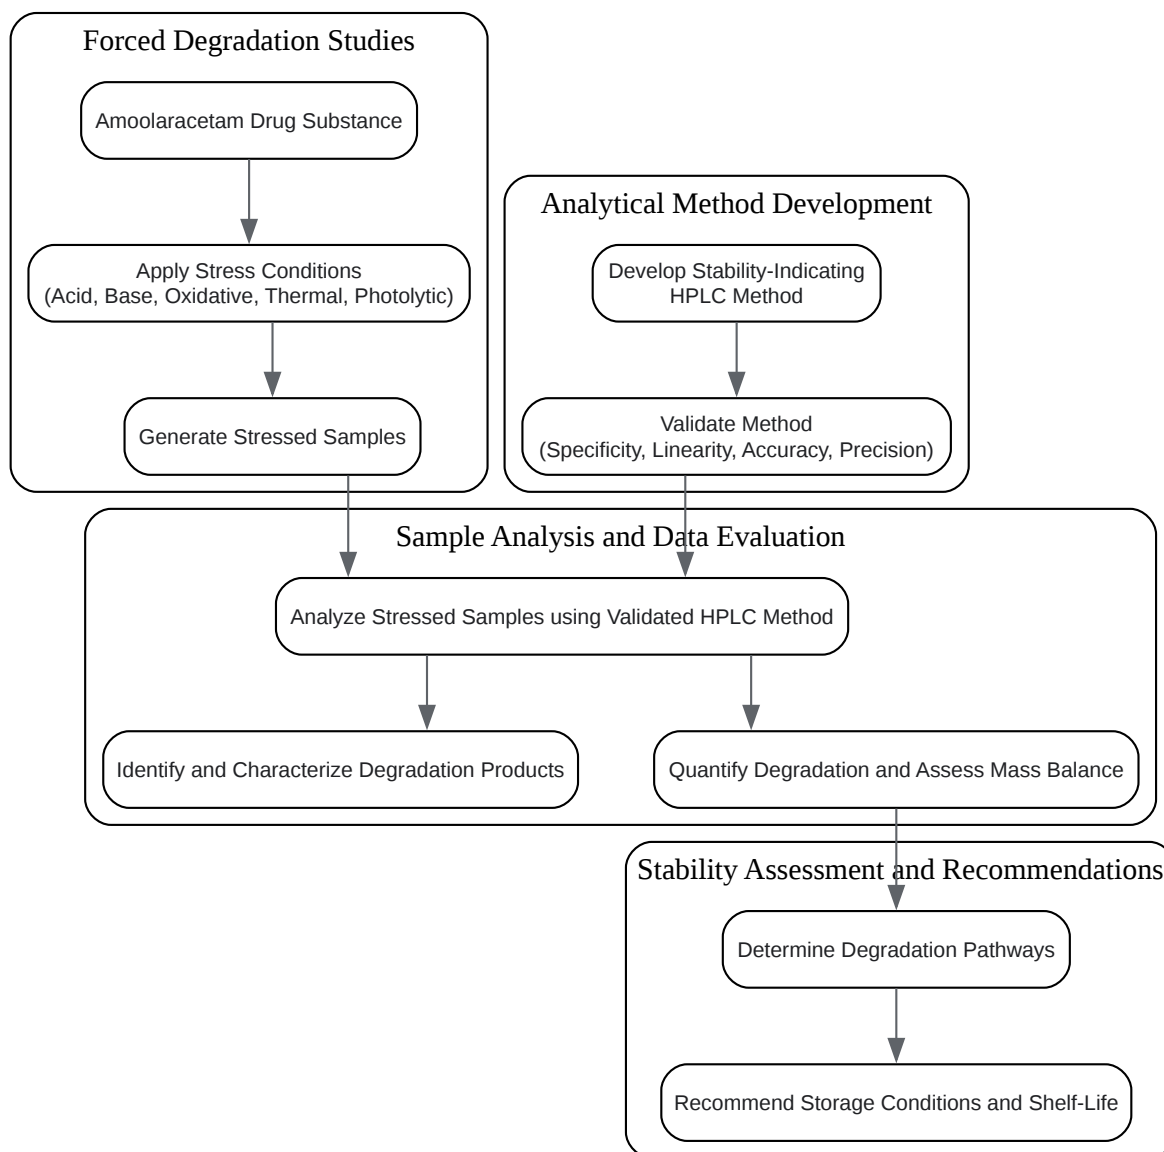 Forced Degradation Studies
Amoolaracetam Drug Substance
Apply Stress Conditions
(Acid, Base, Oxidative, Thermal, Photolytic)
Generate Stressed Samples
Analytical Method Development
Develop Stability-Indicating
HPLC Method
Validate Method
(Specificity, Linearity, Accuracy, Precision)
Sample Analysis and Data Evaluation
Analyze Stressed Samples using Validated HPLC Method
Identify and Characterize Degradation Products
Quantify Degradation and Assess Mass Balance
Stability Assessment and Recommendations
Determine Degradation Pathways
Recommend Storage Conditions and Shelf-Life